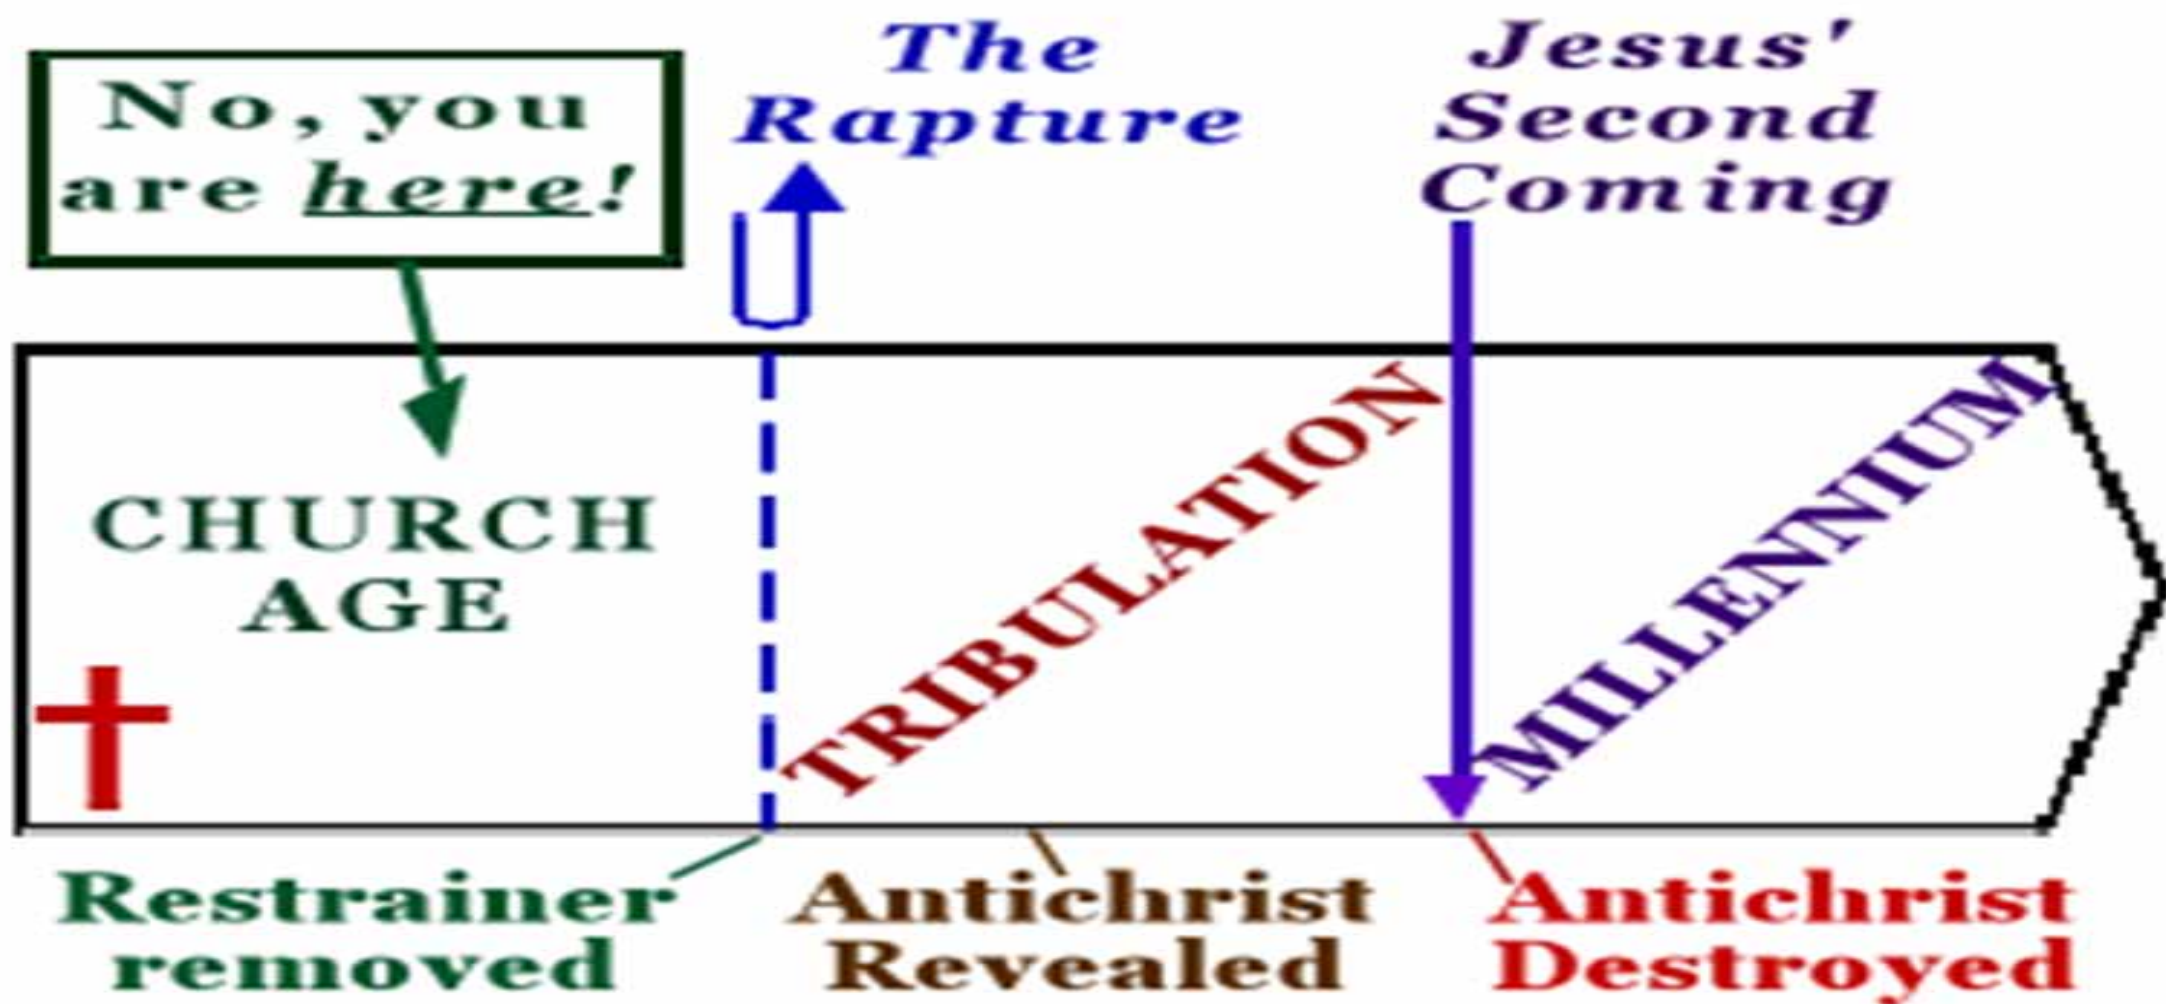 No, you
are here!
The
Rapture
Jesus'
Second
Coming
CHURCH
AGE
TRIBULATION
MILLENNIUM
Restrainer
removed
Antichrist
Revealed
Antichrist
Destroyed